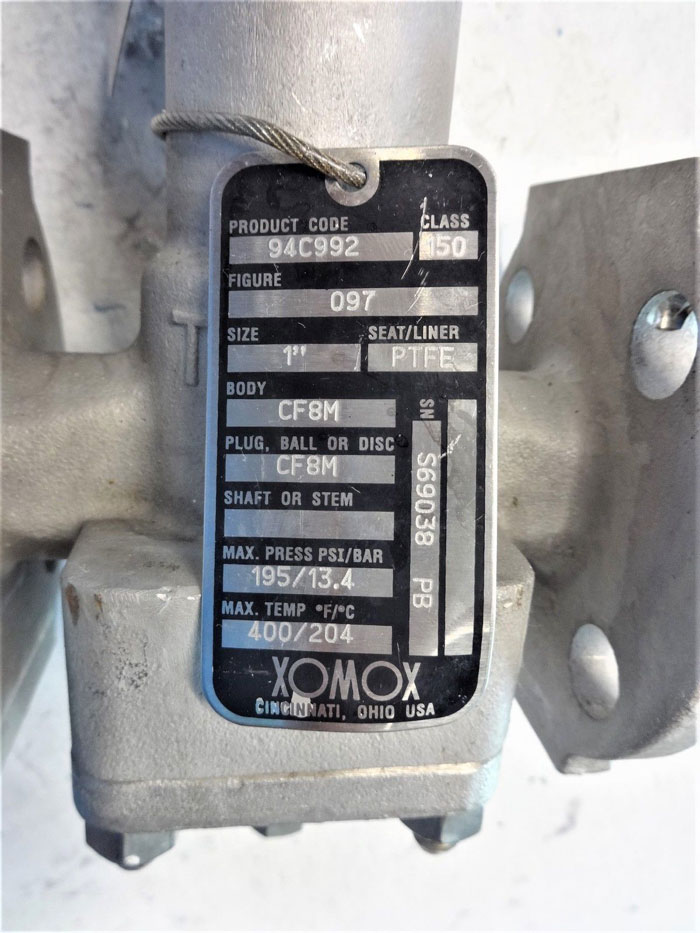 PRODUCT CODE CLASS
94C992 150
FIGURE
097
SIZE SEAT/LINER
1" PTFE
BODY
CF8M
PLUG, BALL OR DISC
CF8M
SHAFT OR STEM
MAX. PRESS PSI/BAR
195/13.4
MAX. TEMP °F/°C
400/204
SN
S69038 PB
XOMOX
CINCINNATI, OHIO USA
T